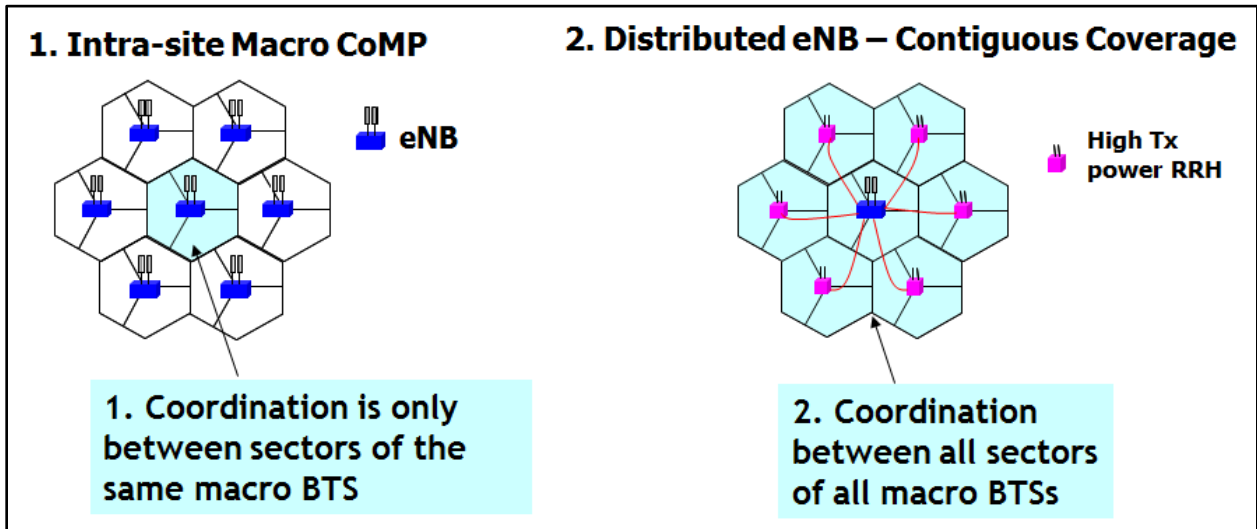 1. Intra-site Macro CoMP
eNB
1. Coordination is only
between sectors of the
same macro BTS
2. Distributed eNB – Contiguous Coverage
High Tx
power RRH
2. Coordination
between all sectors
of all macro BTSs